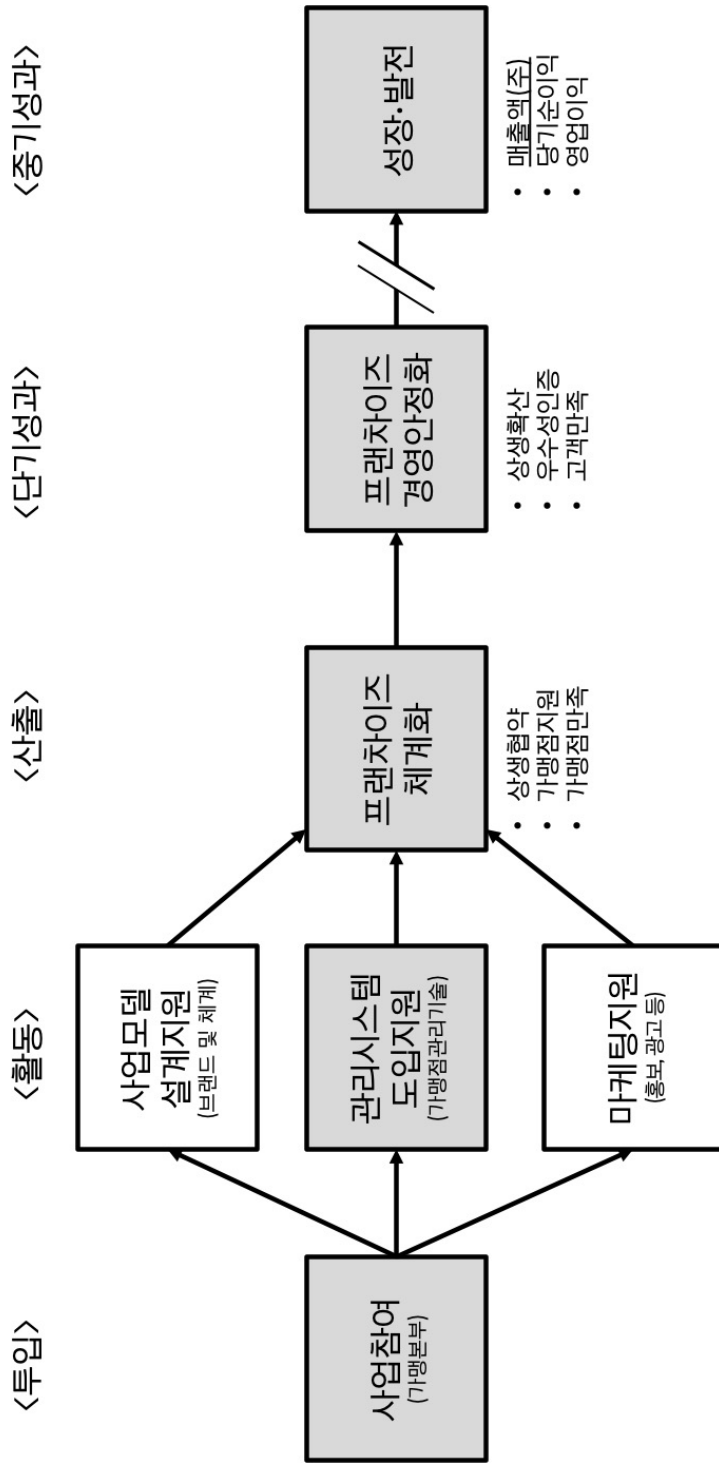 <투입>
<활동>
<산출>
<단기성과>
<중기성과>
사업참여
(가맹본부)
사업모델
설계지원
(브랜드 및 체계)
관리시스템
도입지원
(가맹점관리기술)
마케팅지원
(홍보, 광고 등)
프랜차이즈
체계화
• 상생협약
• 가맹점지원
• 가맹점만족
프랜차이즈
경영안정화
• 상생확산
• 우수성인증
• 고객만족
성장·발전
• 매출액(주)
• 당기순이익
• 영업이익